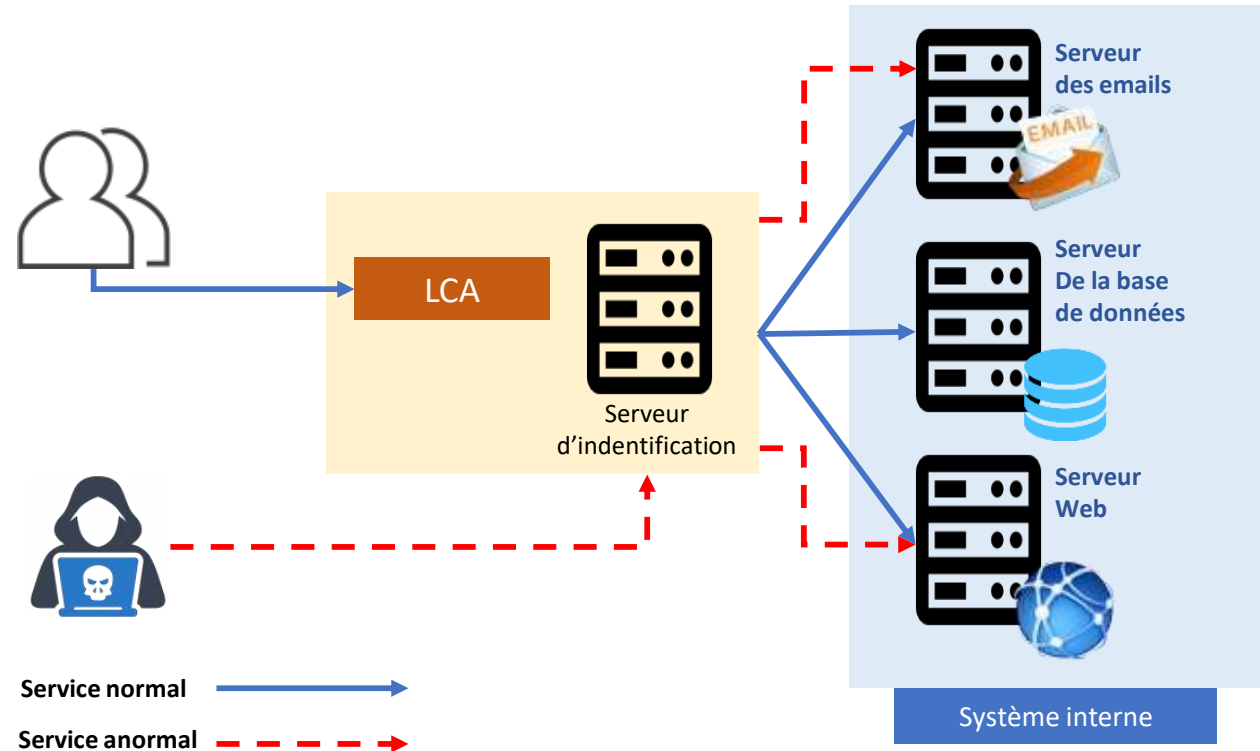 Serveur
des emails
EMAIL
LCA
Serveur
De la base
de données
Serveur
d’indentification
Serveur
Web
Service normal
Service anormal
Système interne